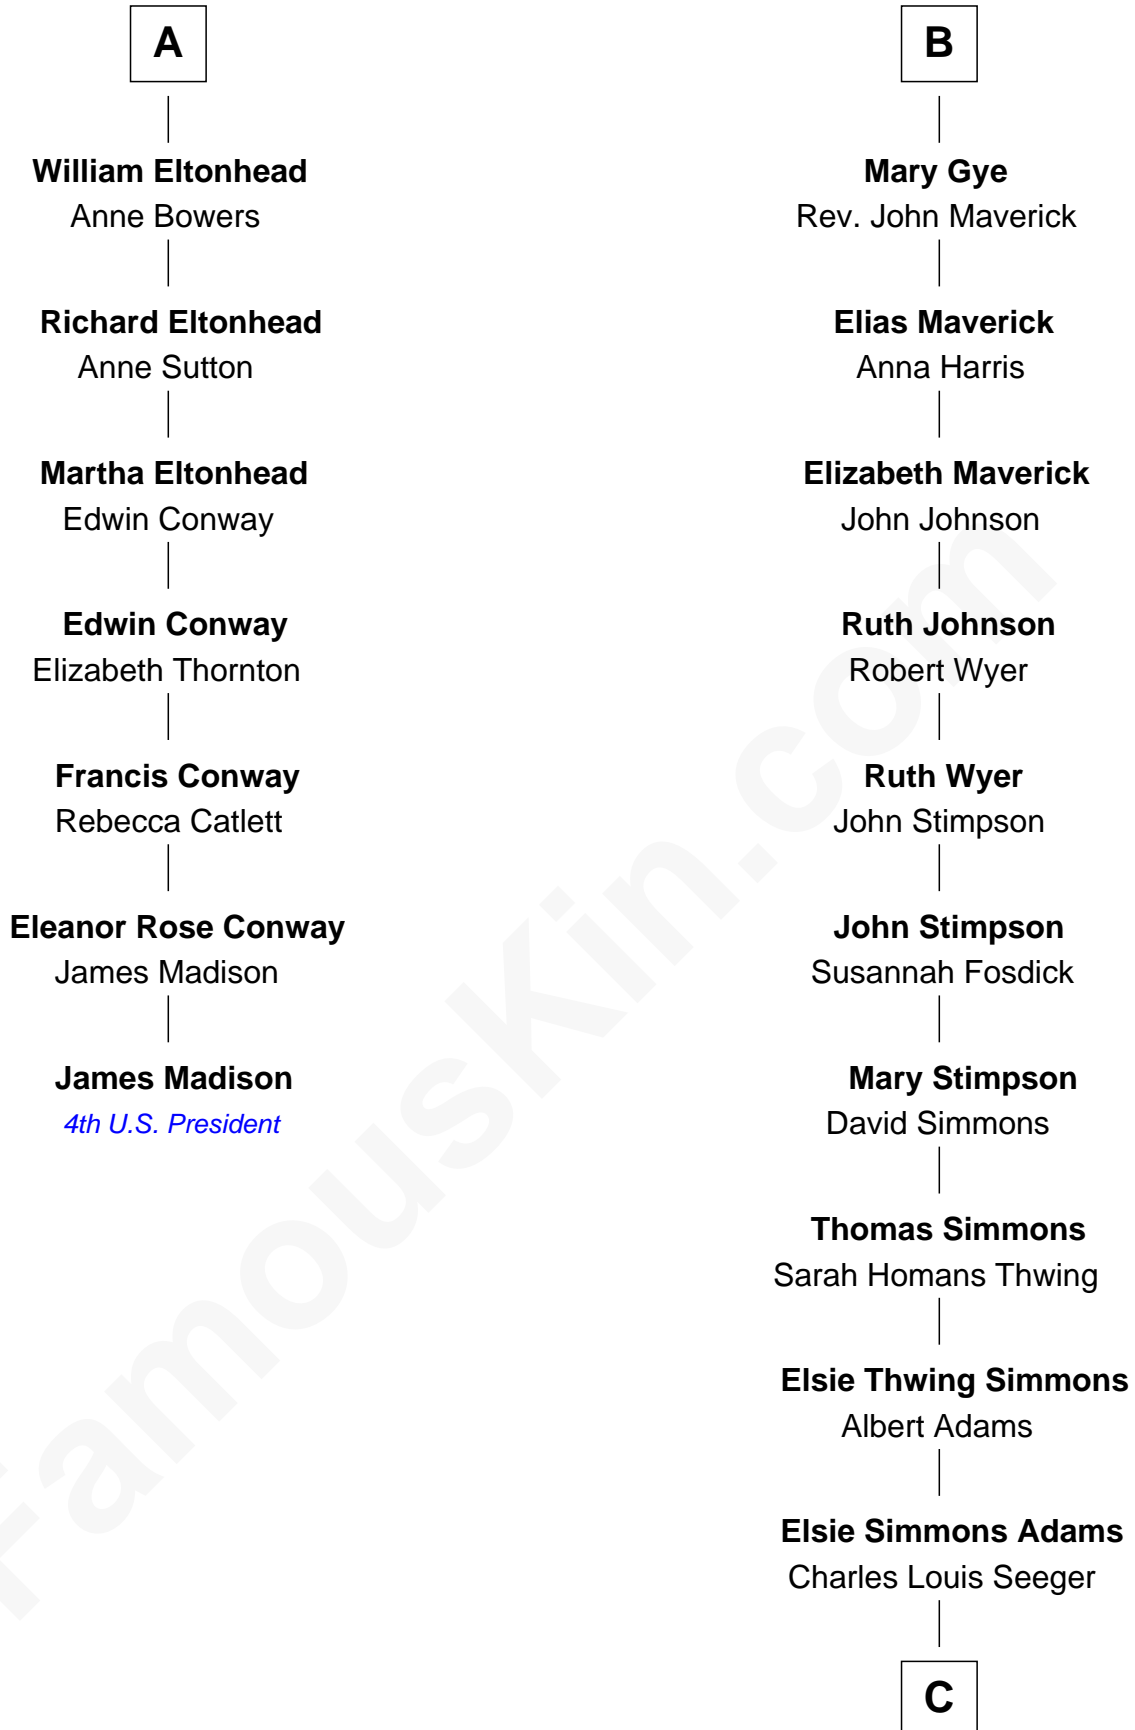 A
William Eltonhead
Anne Bowers
Richard Eltonhead
Anne Sutton
Martha Eltonhead
Edwin Conway
Edwin Conway
Elizabeth Thornton
Francis Conway
Rebecca Catlett
Eleanor Rose Conway
James Madison
James Madison
4th U.S. President
B
Mary Gye
Rev. John Maverick
Elias Maverick
Anna Harris
Elizabeth Maverick
John Johnson
Ruth Johnson
Robert Wyer
Ruth Wyer
John Stimpson
John Stimpson
Susannah Fosdick
Mary Stimpson
David Simmons
Thomas Simmons
Sarah Homans Thwing
Elsie Thwing Simmons
Albert Adams
Elsie Simmons Adams
Charles Louis Seeger
C
FamousKin.com